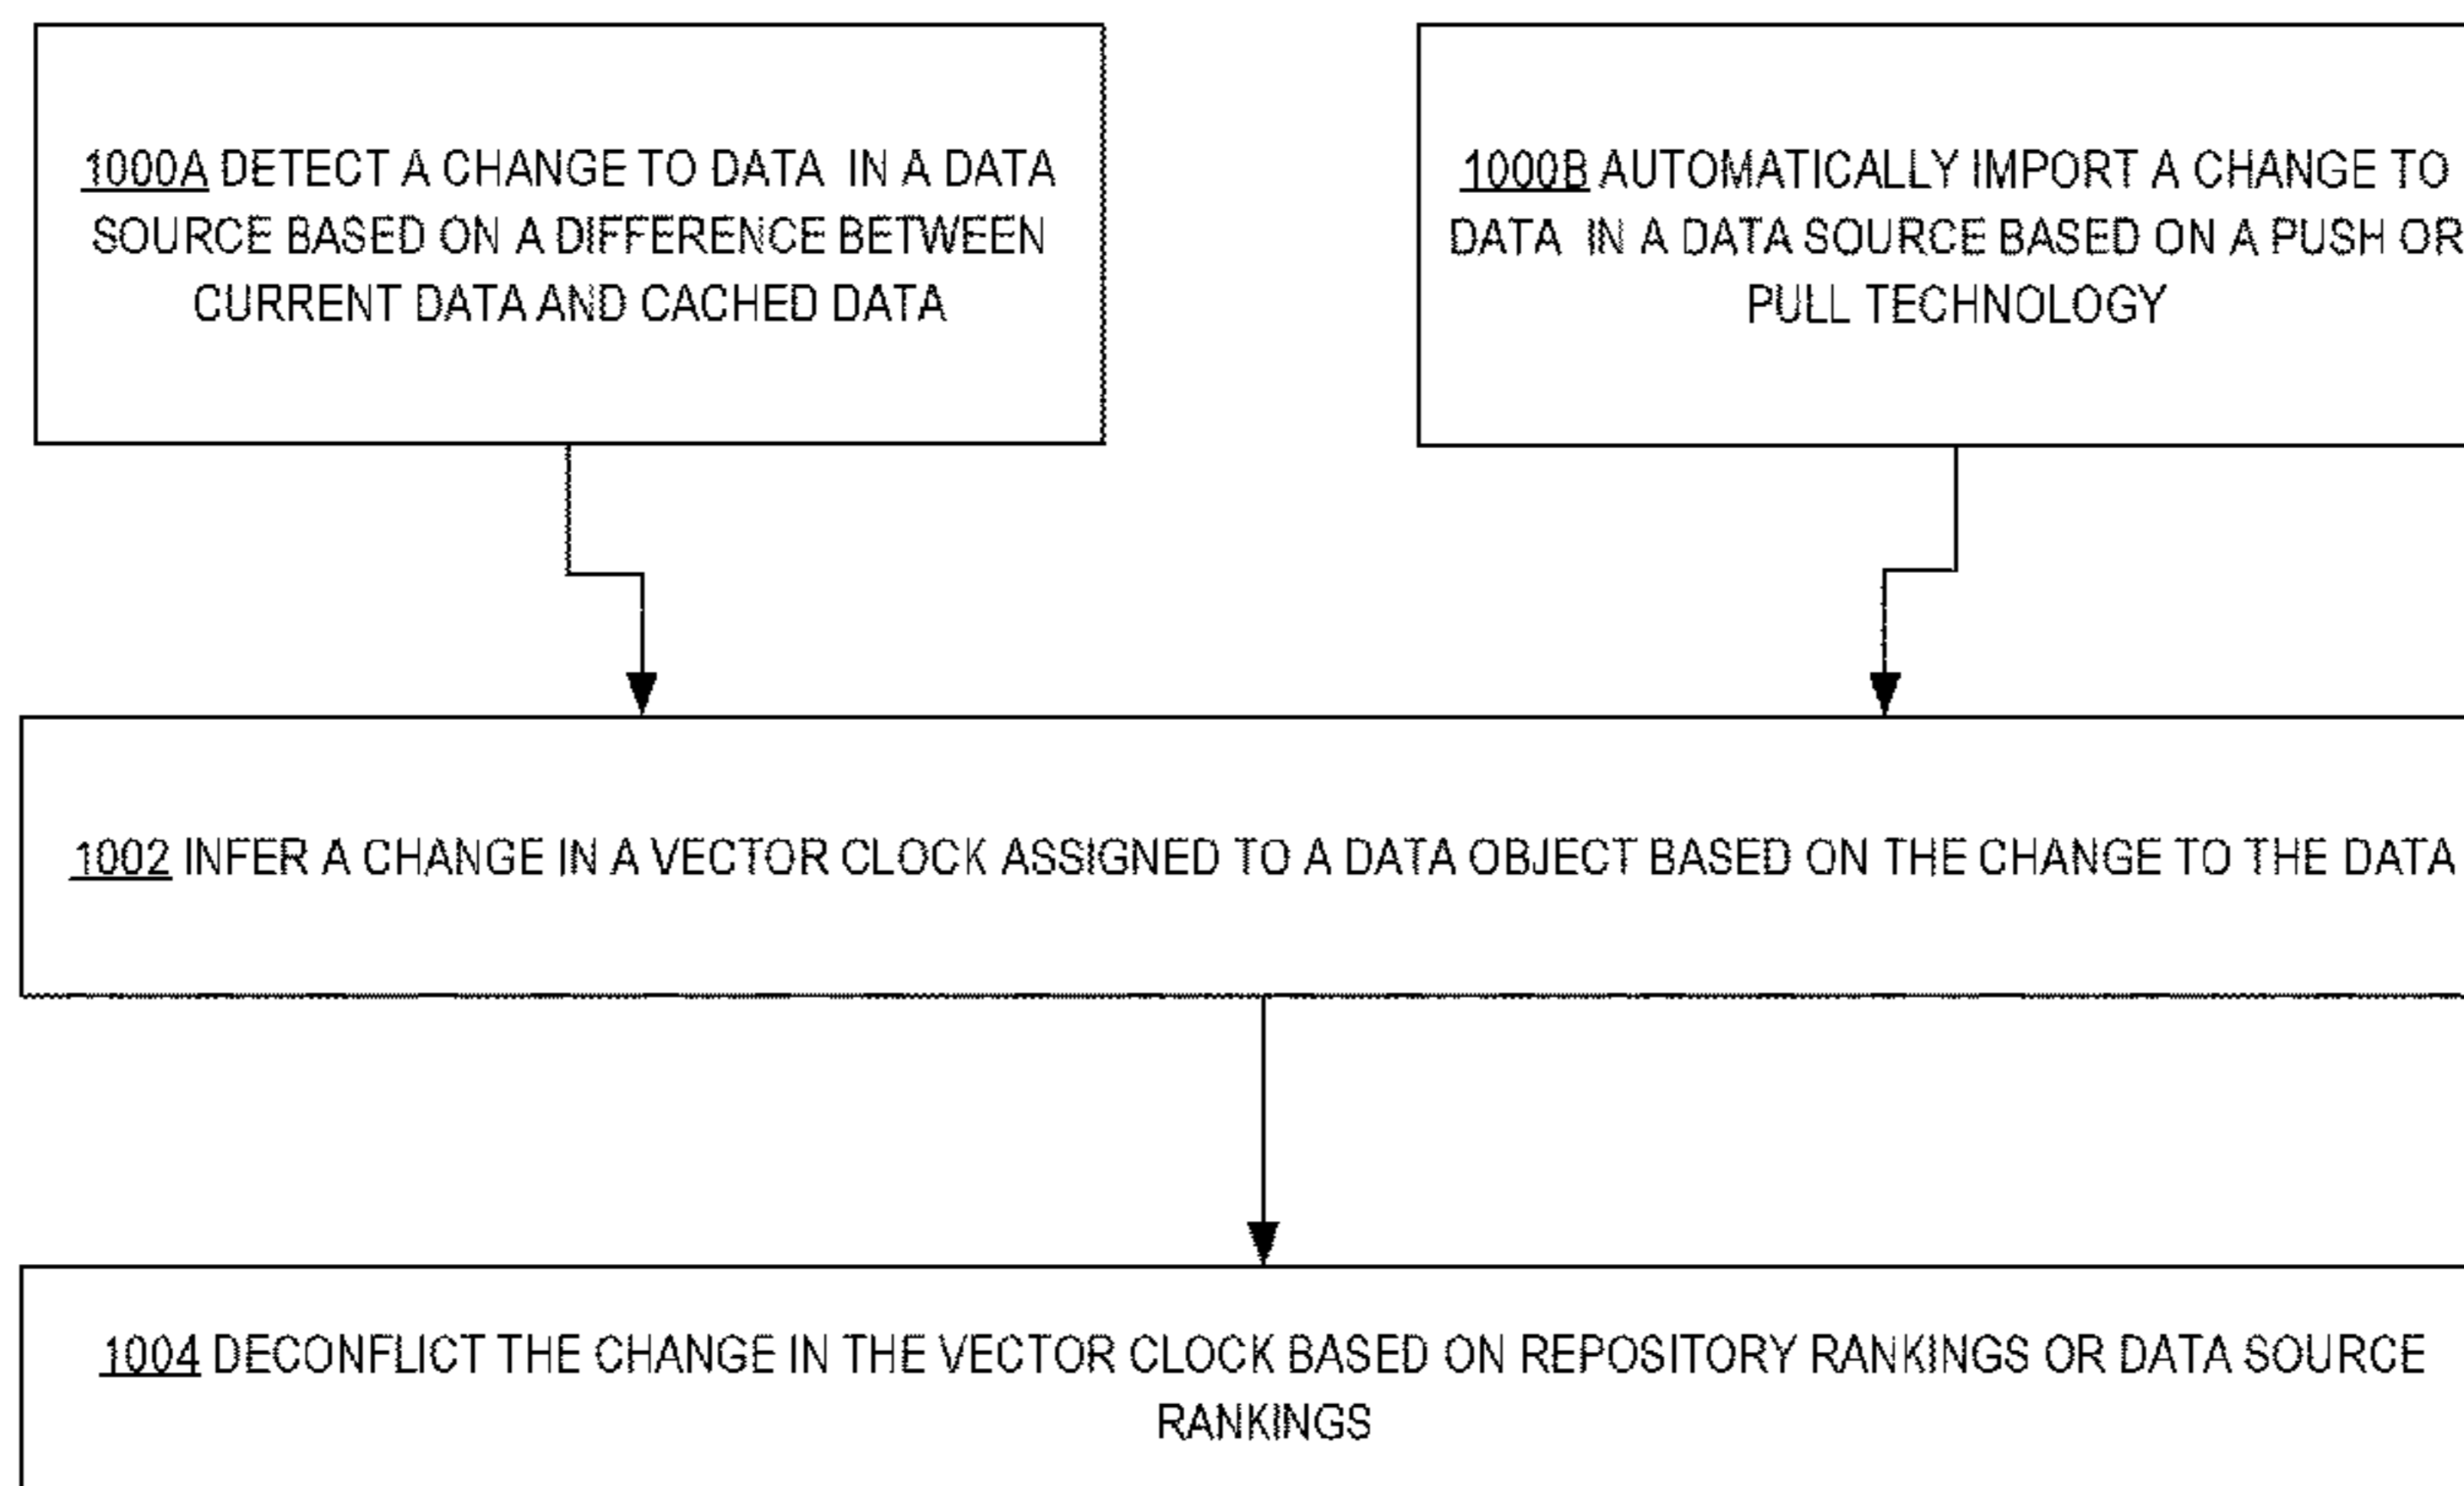 1000A DETECT A CHANGE TO DATA IN A DATA
SOURCE BASED ON A DIFFERENCE BETWEEN
CURRENT DATA AND CACHED DATA
1000B AUTOMATICALLY IMPORT A CHANGE TO
DATA IN A DATA SOURCE BASED ON A PUSH OR
PULL TECHNOLOGY
1002 INFER A CHANGE IN A VECTOR CLOCK ASSIGNED TO A DATA OBJECT BASED ON THE CHANGE TO THE DATA
1004 DECONFLICT THE CHANGE IN THE VECTOR CLOCK BASED ON REPOSITORY RANKINGS OR DATA SOURCE
RANKINGS